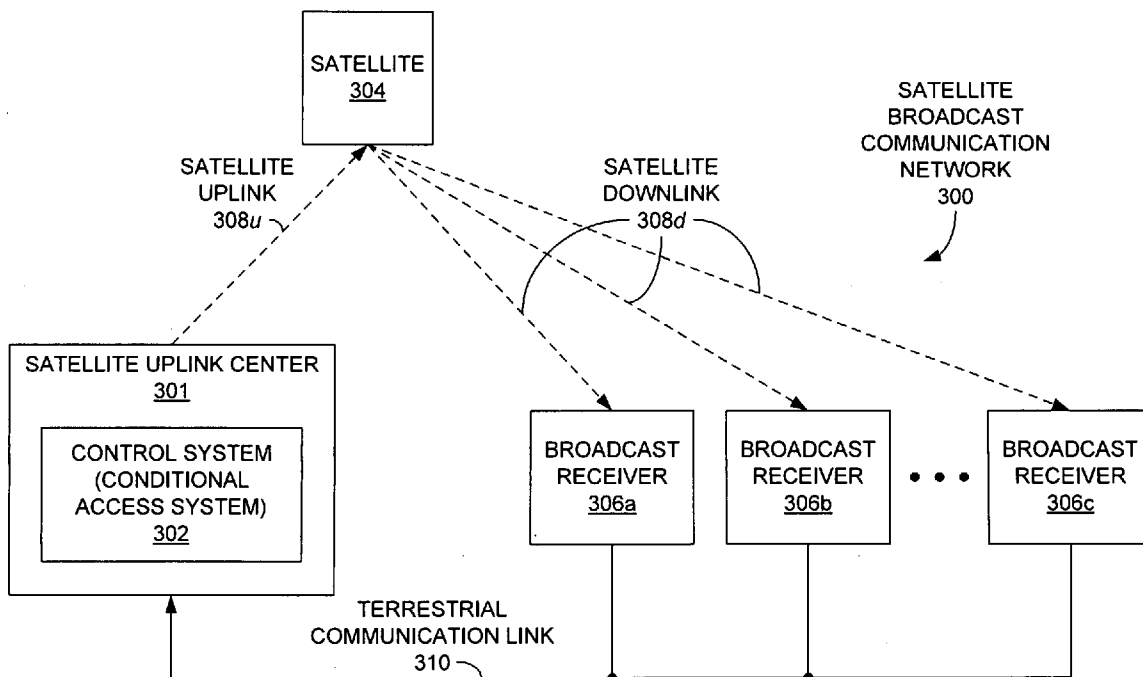 SATELLITE
304
SATELLITE
BROADCAST
COMMUNICATION
NETWORK
300
SATELLITE
UPLINK
308u
SATELLITE
DOWNLINK
308d
SATELLITE UPLINK CENTER
301
CONTROL SYSTEM
(CONDITIONAL
ACCESS SYSTEM)
302
BROADCAST
RECEIVER
306a
BROADCAST
RECEIVER
306b
BROADCAST
RECEIVER
306c
TERRESTRIAL
COMMUNICATION LINK
310